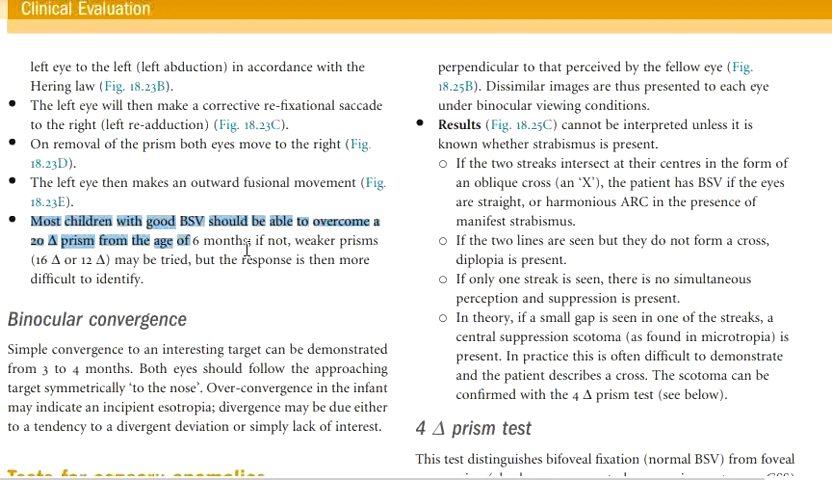 Clinical Evaluation
left eye to the left (left abduction) in accordance with the
Hering law (Fig. 18.23B).
• The left eye will then make a corrective re-fixational saccade
to the right (left re-adduction) (Fig. 18.23C).
• On removal of the prism both eyes move to the right (Fig.
18.23D).
• The left eye then makes an outward fusional movement (Fig.
18.23E).
• Most children with good BSV should be able to overcome a
20 Δ prism from the age of 6 months; if not, weaker prisms
(16 Δ or 12 Δ) may be tried, but the response is then more
difficult to identify.
Binocular convergence
Simple convergence to an interesting target can be demonstrated
from 3 to 4 months. Both eyes should follow the approaching
target symmetrically ‘to the nose’. Over-convergence in the infant
may indicate an incipient esotropia; divergence may be due either
to a tendency to a divergent deviation or simply lack of interest.
Tests for sensory anomalies
perpendicular to that perceived by the fellow eye (Fig.
18.25B). Dissimilar images are thus presented to each eye
under binocular viewing conditions.
• Results (Fig. 18.25C) cannot be interpreted unless it is
known whether strabismus is present.
○ If the two streaks intersect at their centres in the form of
an oblique cross (an ‘X’), the patient has BSV if the eyes
are straight, or harmonious ARC in the presence of
manifest strabismus.
○ If the two lines are seen but they do not form a cross,
diplopia is present.
○ If only one streak is seen, there is no simultaneous
perception and suppression is present.
○ In theory, if a small gap is seen in one of the streaks, a
central suppression scotoma (as found in microtropia) is
present. In practice this is often difficult to demonstrate
and the patient describes a cross. The scotoma can be
confirmed with the 4 Δ prism test (see below).
4 Δ prism test
This test distinguishes bifoveal fixation (normal BSV) from foveal